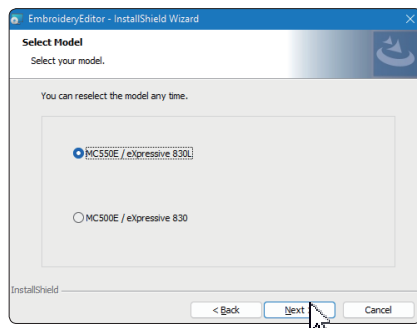 EmbroideryEditor - InstallShield Wizard
Select Model
Select your model.
You can reselect the model any time.
MC550E / eXpressive 830L
MC500E / eXpressive 830
InstallShield
< Back
Next
Cancel